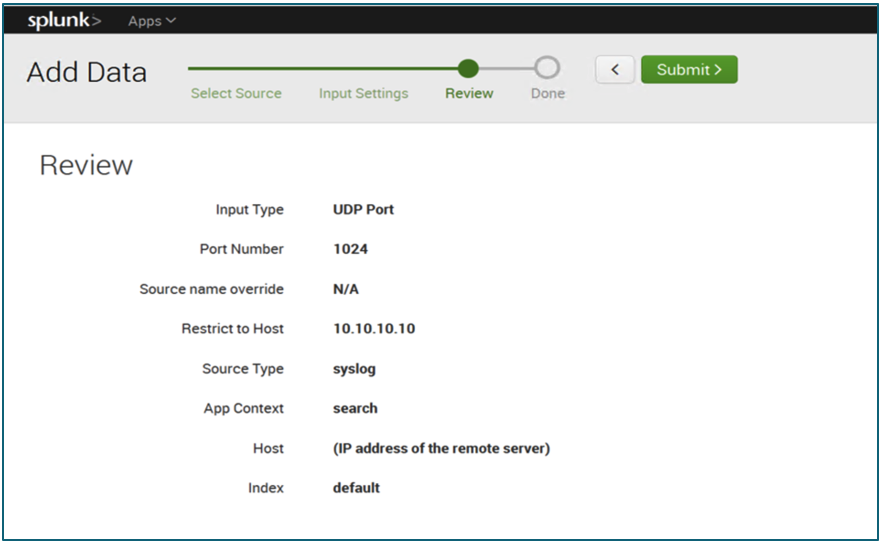 splunk> Apps
Add Data
Select Source Input Settings Review Done
< Submit >
Review
Input Type UDP Port
Port Number 1024
Source name override N/A
Restrict to Host 10.10.10.10
Source Type syslog
App Context search
Host (IP address of the remote server)
Index default